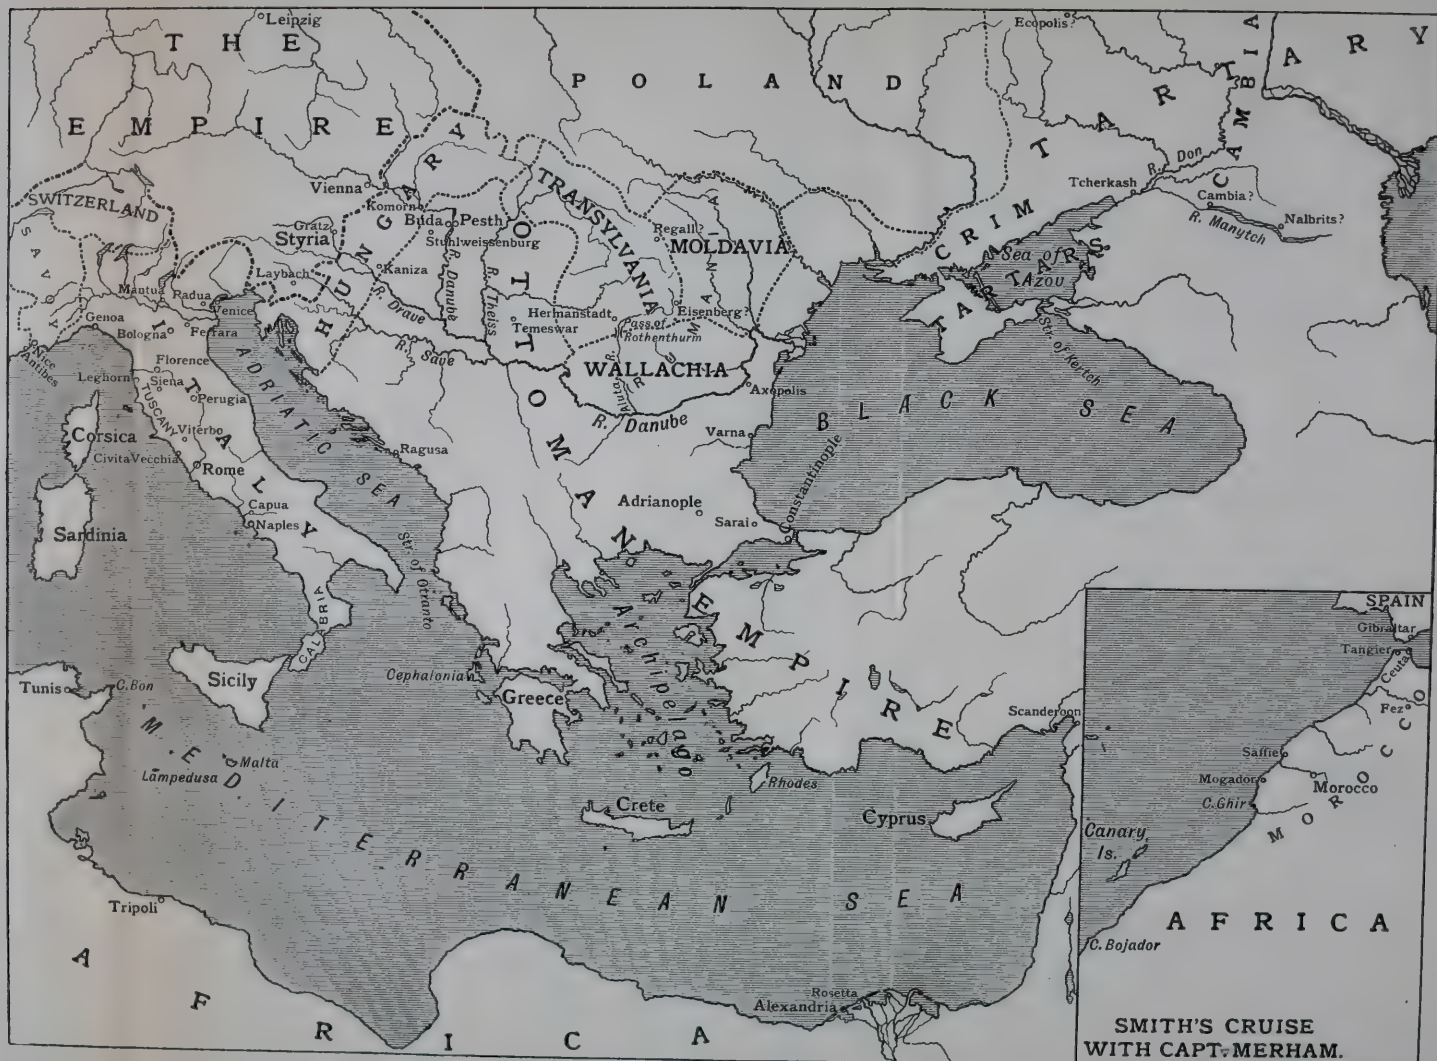 Leipzig
THE
EMPIRE
POLAND
Ecopolis?
TARTARY
CAMBIA
SWITZERLAND
SAVOY
Vienna
HUNGARY
Komorn
Buda
Pesth
Stuhlweissenburg
Gratz
Styria
Laybach
Kaniza
R. Drave
R. Save
R. Danube
R. Theiss
TRANSYLVANIA
Regall?
MOLDAVIA
ROUMANIA
Hermanstadt
Temeswar
Eisenberg?
Pass of
Rothenthurm
WALLACHIA
R. Aluta
R. Danube
Axopolis
Varna
CRIM
TARTARS
Sea of
Azou
Str. of Kertch
Tcherkash
R. Don
Cambia?
R. Manytch
Nalbrits?
BLACK SEA
Constantinople
Sarai
Adrianople
OTTOMAN EMPIRE
Mantua
Padua
Venice
Genoa
Bologna
Ferrara
Nice
Antibes
Florence
Leghorn
Siena
TUSCANY
Perugia
Viterbo
Civita Vecchia
Rome
Capua
Naples
ITALY
CALABRIA
Corsica
Sardinia
Sicily
ADRIATIC SEA
Ragusa
Str. of Otranto
Cephalonia
Greece
Archipelago
Crete
Rhodes
Cyprus
Scanderoon
Tunis
C. Bon
Malta
Lampedusa
MEDITERRANEAN SEA
Tripoli
AFRICA
Rosetta
Alexandria
SPAIN
Gibraltar
Tangier
Ceuta
Fez
Saffie
Mogador
Morocco
C. Ghir
MOROCCO
Canary
Is.
AFRICA
C. Bojador
SMITH'S CRUISE
WITH CAPT. MERHAM.